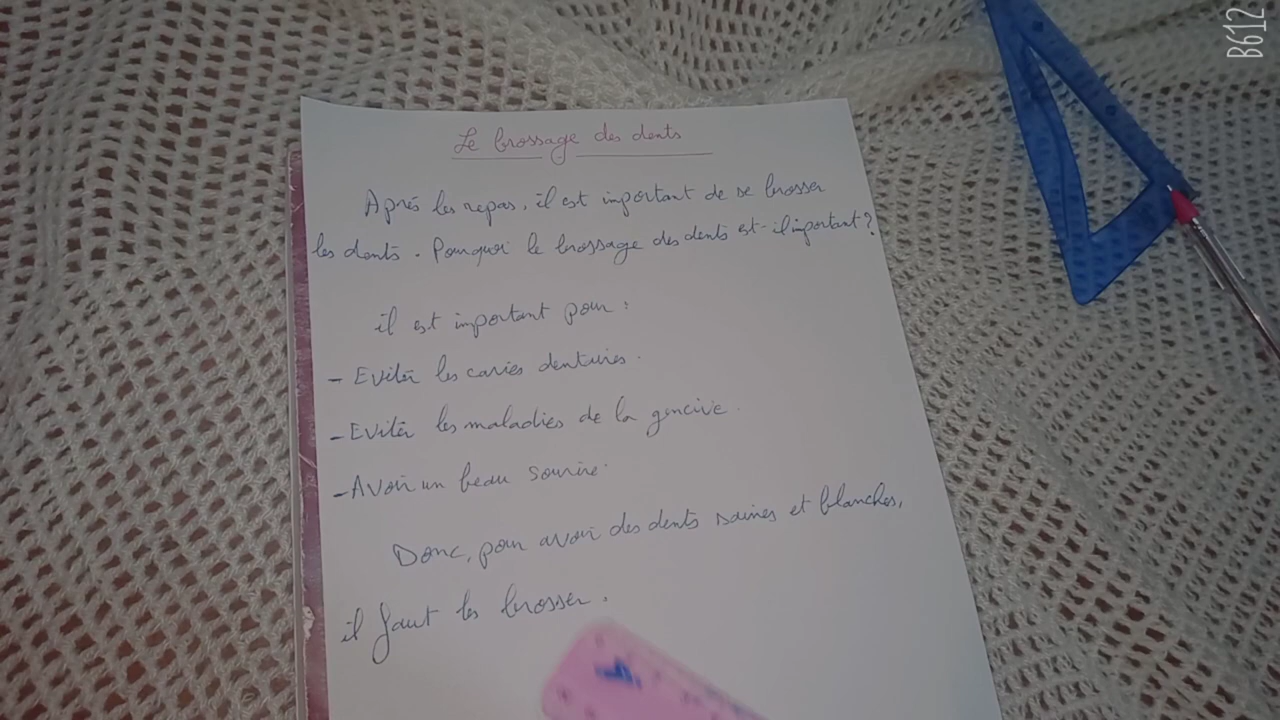 Le brossage des dents
Après les repas, il est important de se brosser
les dents. Pourquoi le brossage des dents est-il important ?
il est important pour :
- Eviter les caries dentaires.
- Eviter les maladies de la gencive.
- Avoir un beau sourire.
Donc, pour avoir des dents saines et blanches,
il faut les brosser.
B612